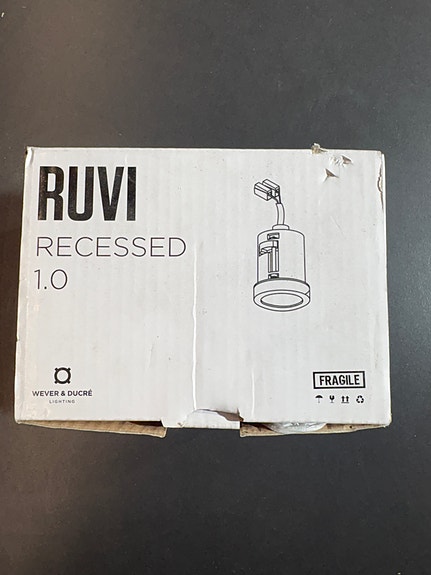 RUVI
RECESSED
1.0
WEVER & DUCRÉ
LIGHTING
FRAGILE